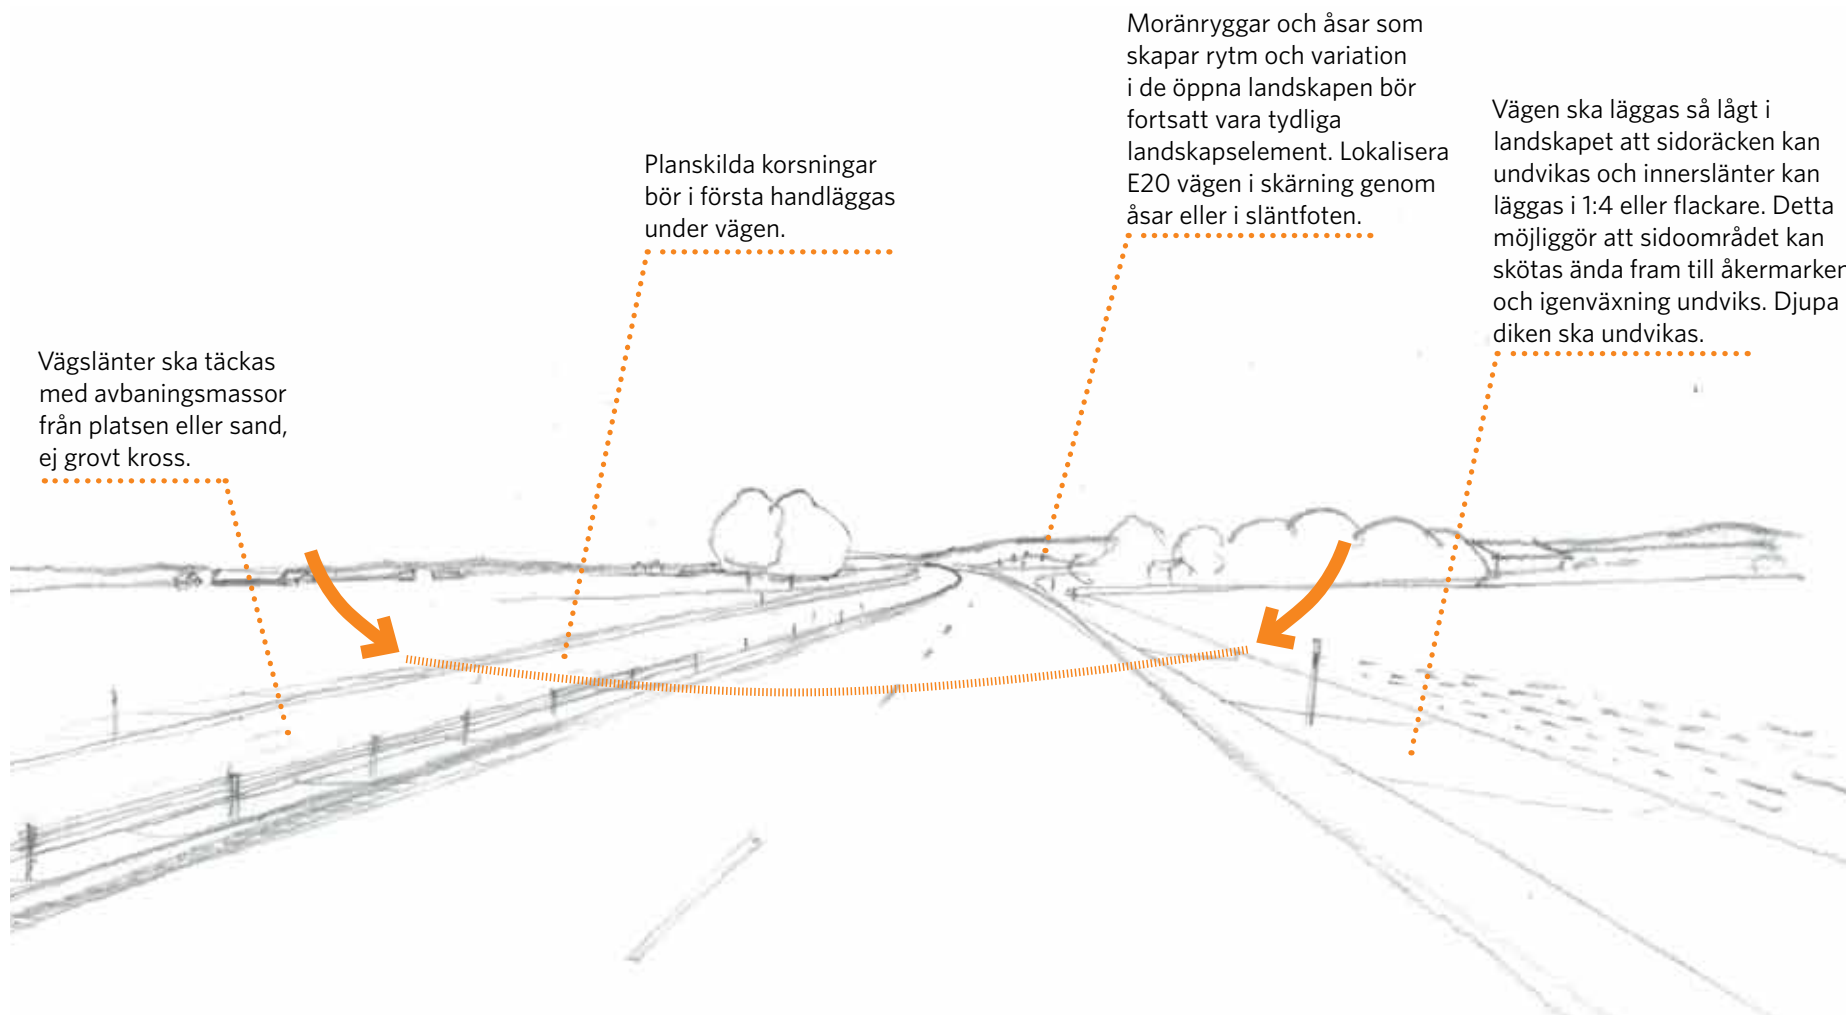 Moränryggar och åsar som
skapar rytm och variation
i de öppna landskapen bör
fortsatt vara tydliga
landskapselement. Lokalisera
E20 vägen i skärning genom
åsar eller i släntfoten.
Vägen ska läggas så lågt i
landskapet att sidoräcken kan
undvikas och innerslänter kan
läggas i 1:4 eller flackare. Detta
möjliggör att sidoområdet kan
skötas ända fram till åkermarken
och igenväxning undviks. Djupa
diken ska undvikas.
Planskilda korsningar
bör i första handläggas
under vägen.
Vägslänter ska täckas
med avbaningsmassor
från platsen eller sand,
ej grovt kross.